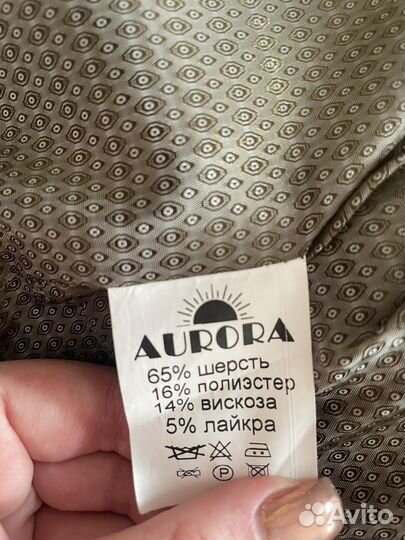 AURORA
65% шерсть
16% полиэстер
14% вискоза
5% лайкра
P
Avito